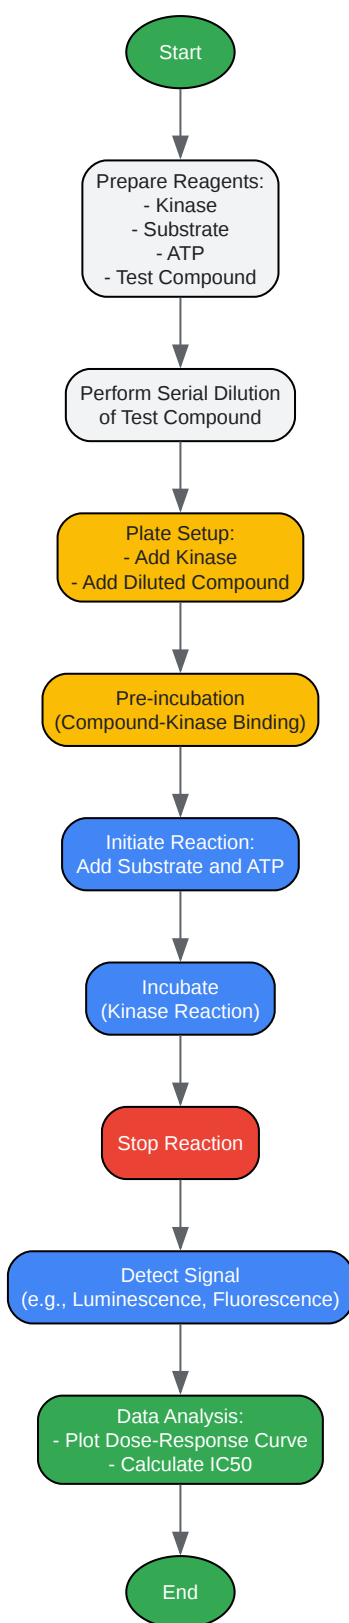 Start
Prepare Reagents:
- Kinase
- Substrate
- ATP
- Test Compound
Perform Serial Dilution
of Test Compound
Plate Setup:
- Add Kinase
- Add Diluted Compound
Pre-incubation
(Compound-Kinase Binding)
Initiate Reaction:
Add Substrate and ATP
Incubate
(Kinase Reaction)
Stop Reaction
Detect Signal
(e.g., Luminescence, Fluorescence)
Data Analysis:
- Plot Dose-Response Curve
- Calculate IC50
End